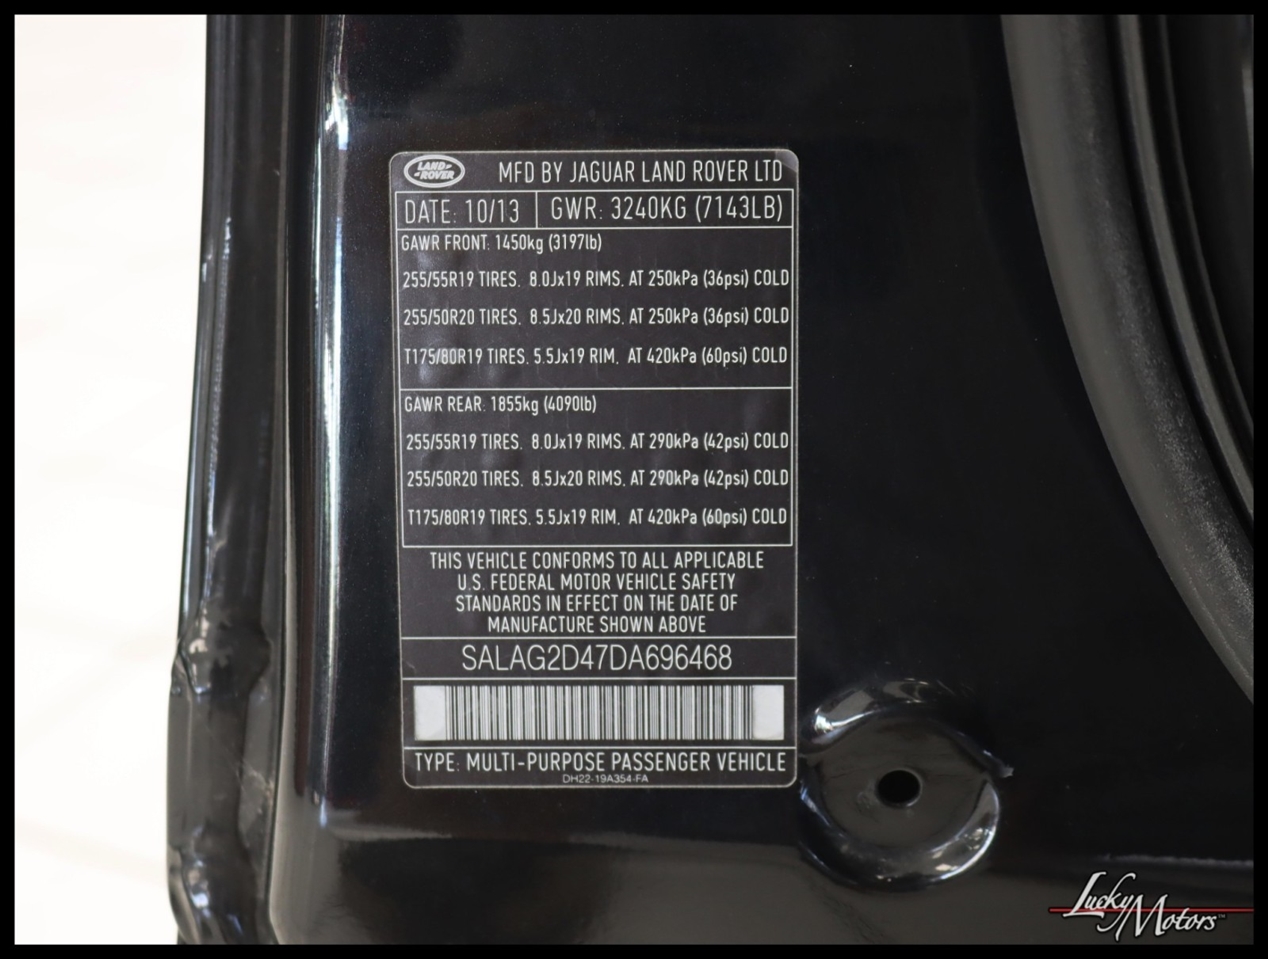 LAND ROVER
MFD BY JAGUAR LAND ROVER LTD
DATE: 10/13 GWR: 3240KG (7143LB)
GAWR FRONT: 1450kg (3197lb)
255/55R19 TIRES, 8.0Jx19 RIMS, AT 250kPa (36psi) COLD
255/50R20 TIRES, 8.5Jx20 RIMS, AT 250kPa (36psi) COLD
T175/80R19 TIRES, 5.5Jx19 RIM, AT 420kPa (60psi) COLD
GAWR REAR: 1855kg (4090lb)
255/55R19 TIRES, 8.0Jx19 RIMS, AT 290kPa (42psi) COLD
255/50R20 TIRES, 8.5Jx20 RIMS, AT 290kPa (42psi) COLD
T175/80R19 TIRES, 5.5Jx19 RIM, AT 420kPa (60psi) COLD
THIS VEHICLE CONFORMS TO ALL APPLICABLE
U.S. FEDERAL MOTOR VEHICLE SAFETY
STANDARDS IN EFFECT ON THE DATE OF
MANUFACTURE SHOWN ABOVE
SALAG2D47DA696468
TYPE: MULTI-PURPOSE PASSENGER VEHICLE
DH22-19A354-FA
Lucky Motors™